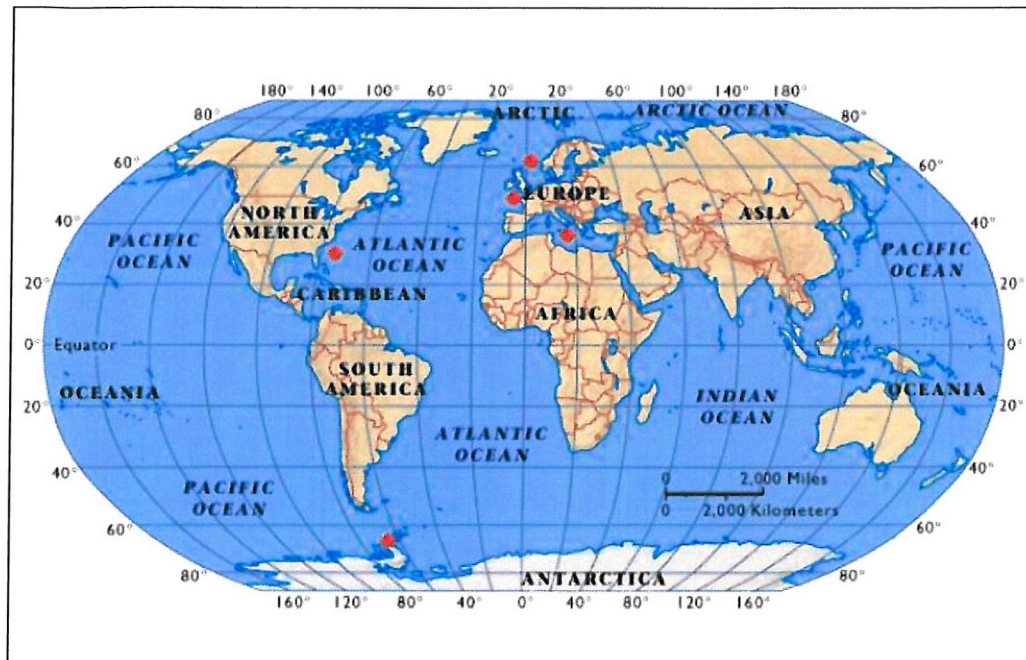 180° 140° 100° 60° 20° 20° 60° 100° 140° 180°
ARCTIC
ARCTIC OCEAN
80° 80°
60° 60°
EUROPE
NORTH
AMERICA
ASIA
40° 40°
PACIFIC
OCEAN
ATLANTIC
OCEAN
PACIFIC
OCEAN
20° 20°
CARIBBEAN
AFRICA
0° Equator 0°
SOUTH
AMERICA
OCEANIA
INDIAN
OCEAN
OCEANIA
20° 20°
ATLANTIC
OCEAN
40° 40°
PACIFIC
OCEAN
0 2,000 Miles
0 2,000 Kilometers
60° 60°
80° 80°
ANTARCTICA
160° 120° 80° 40° 0° 40° 80° 120° 160°